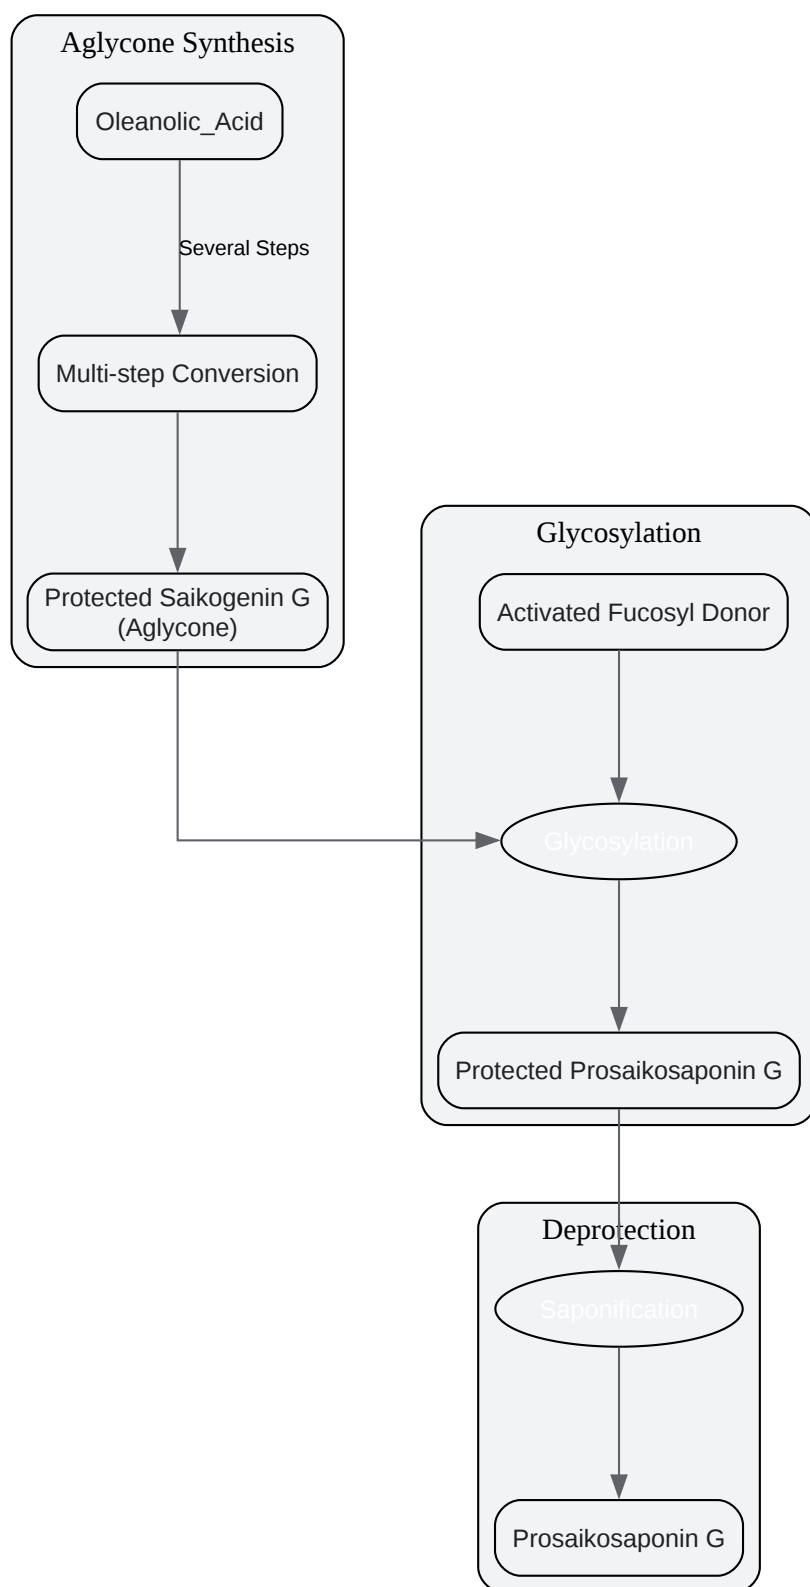 Aglycone Synthesis
Oleanolic_Acid
Several Steps
Multi-step Conversion
Protected Saikogenin G
(Aglycone)
Glycosylation
Activated Fucosyl Donor
Glycosylation
Protected Prosaikosaponin G
Deprotection
Saponification
Prosaikosaponin G